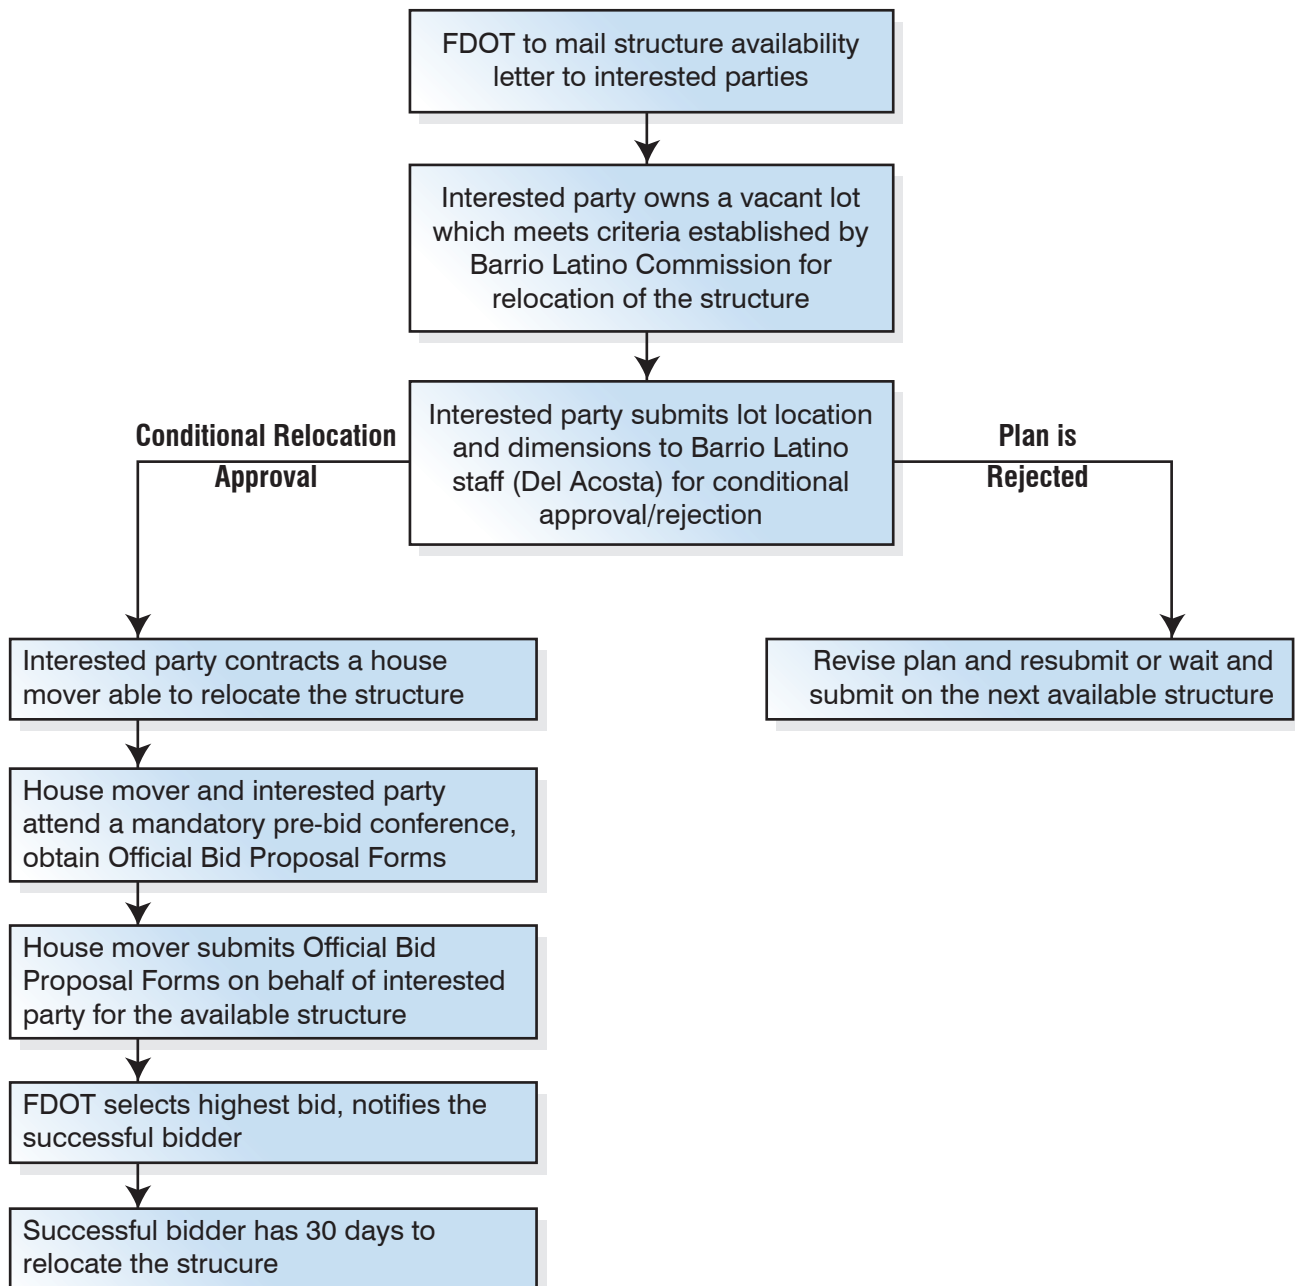 FDOT to mail structure availability
letter to interested parties
Interested party owns a vacant lot
which meets criteria established by
Barrio Latino Commission for
relocation of the structure
Interested party submits lot location
and dimensions to Barrio Latino
staff (Del Acosta) for conditional
approval/rejection
Conditional Relocation
Approval
Plan is
Rejected
Interested party contracts a house
mover able to relocate the structure
Revise plan and resubmit or wait and
submit on the next available structure
House mover and interested party
attend a mandatory pre-bid conference,
obtain Official Bid Proposal Forms
House mover submits Official Bid
Proposal Forms on behalf of interested
party for the available structure
FDOT selects highest bid, notifies the
successful bidder
Successful bidder has 30 days to
relocate the strucure